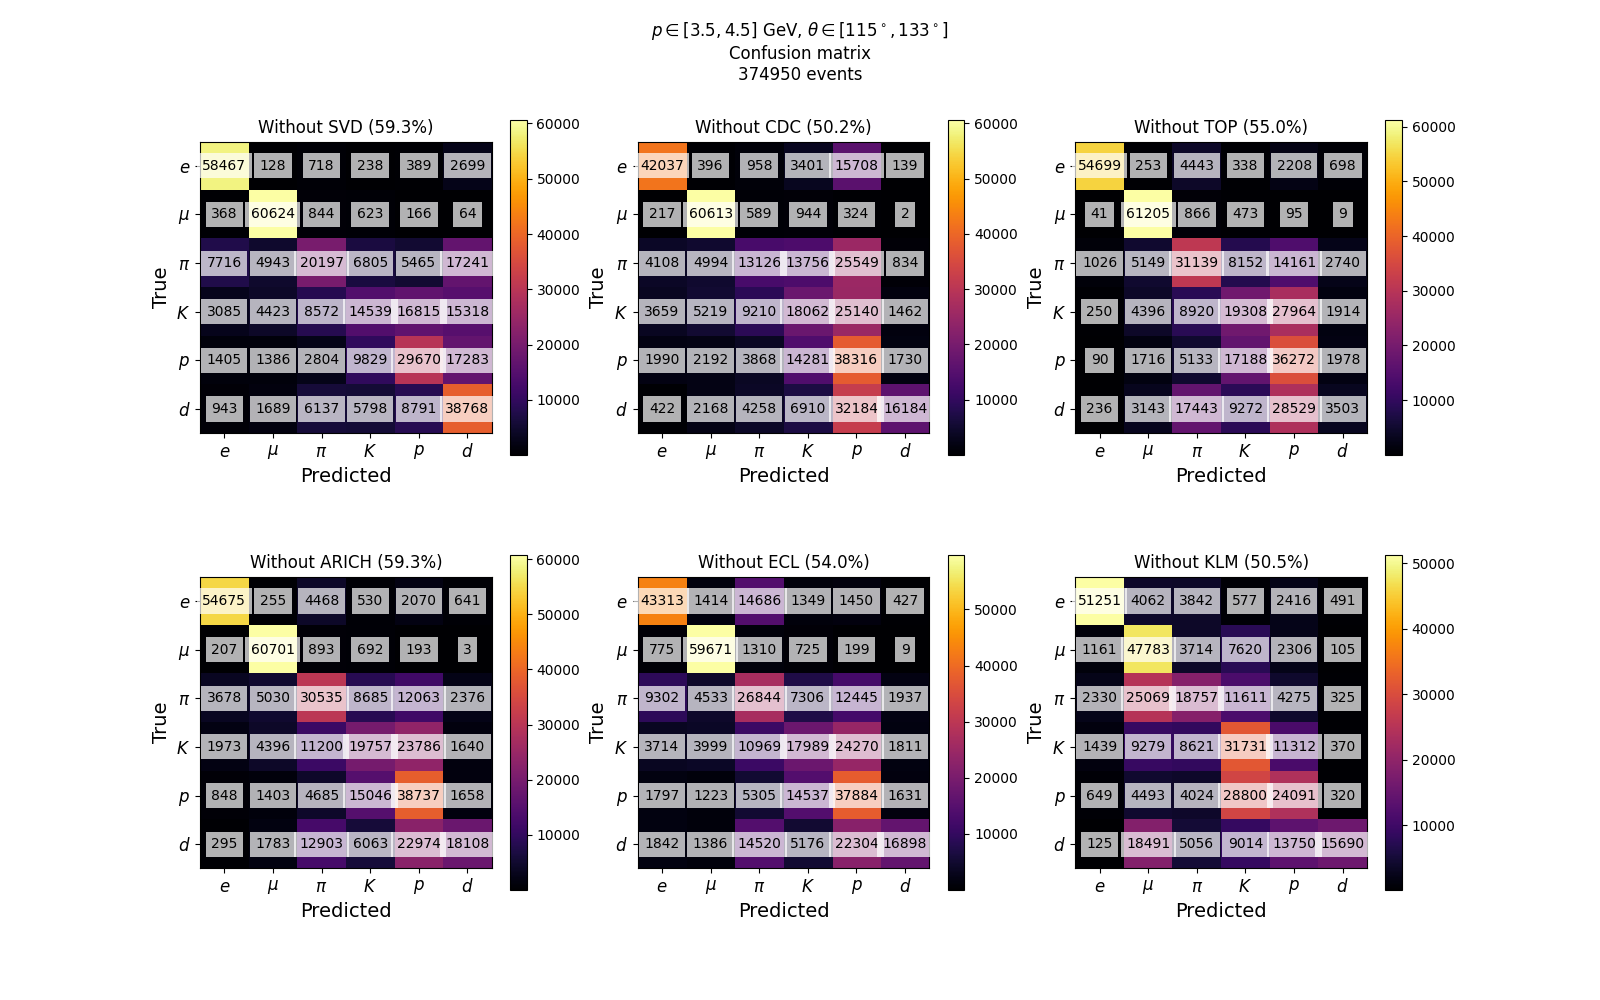 p ∈ [3.5, 4.5] GeV, θ ∈ [115°, 133°]
Confusion matrix
374950 events
Without SVD (59.3%)
True
e 58467 128 718 238 389 2699
μ 368 60624 844 623 166 64
π 7716 4943 20197 6805 5465 17241
K 3085 4423 8572 14539 16815 15318
p 1405 1386 2804 9829 29670 17283
d 943 1689 6137 5798 8791 38768
e μ π K p d
Predicted
60000
50000
40000
30000
20000
10000
Without CDC (50.2%)
True
e 42037 396 958 3401 15708 139
μ 217 60613 589 944 324 2
π 4108 4994 13126 13756 25549 834
K 3659 5219 9210 18062 25140 1462
p 1990 2192 3868 14281 38316 1730
d 422 2168 4258 6910 32184 16184
e μ π K p d
Predicted
60000
50000
40000
30000
20000
10000
Without TOP (55.0%)
True
e 54699 253 4443 338 2208 698
μ 41 61205 866 473 95 9
π 1026 5149 31139 8152 14161 2740
K 250 4396 8920 19308 27964 1914
p 90 1716 5133 17188 36272 1978
d 236 3143 17443 9272 28529 3503
e μ π K p d
Predicted
60000
50000
40000
30000
20000
10000
Without ARICH (59.3%)
True
e 54675 255 4468 530 2070 641
μ 207 60701 893 692 193 3
π 3678 5030 30535 8685 12063 2376
K 1973 4396 11200 19757 23786 1640
p 848 1403 4685 15046 38737 1658
d 295 1783 12903 6063 22974 18108
e μ π K p d
Predicted
60000
50000
40000
30000
20000
10000
Without ECL (54.0%)
True
e 43313 1414 14686 1349 1450 427
μ 775 59671 1310 725 199 9
π 9302 4533 26844 7306 12445 1937
K 3714 3999 10969 17989 24270 1811
p 1797 1223 5305 14537 37884 1631
d 1842 1386 14520 5176 22304 16898
e μ π K p d
Predicted
50000
40000
30000
20000
10000
Without KLM (50.5%)
True
e 51251 4062 3842 577 2416 491
μ 1161 47783 3714 7620 2306 105
π 2330 25069 18757 11611 4275 325
K 1439 9279 8621 31731 11312 370
p 649 4493 4024 28800 24091 320
d 125 18491 5056 9014 13750 15690
e μ π K p d
Predicted
50000
40000
30000
20000
10000